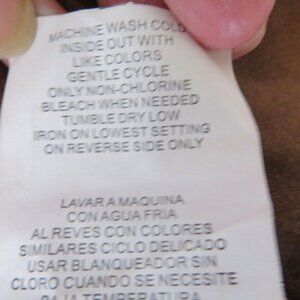 MACHINE WASH COLD
INSIDE OUT WITH
LIKE COLORS
GENTLE CYCLE
ONLY NON-CHLORINE
BLEACH WHEN NEEDED
TUMBLE DRY LOW
IRON ON LOWEST SETTING
ON REVERSE SIDE ONLY
LAVAR A MAQUINA
CON AGUA FRIA
AL REVES CON COLORES
SIMILARES CICLO DELICADO
USAR BLANQUEADOR SIN
CLORO CUANDO SE NECESITE
BAJA TEMPERATURA